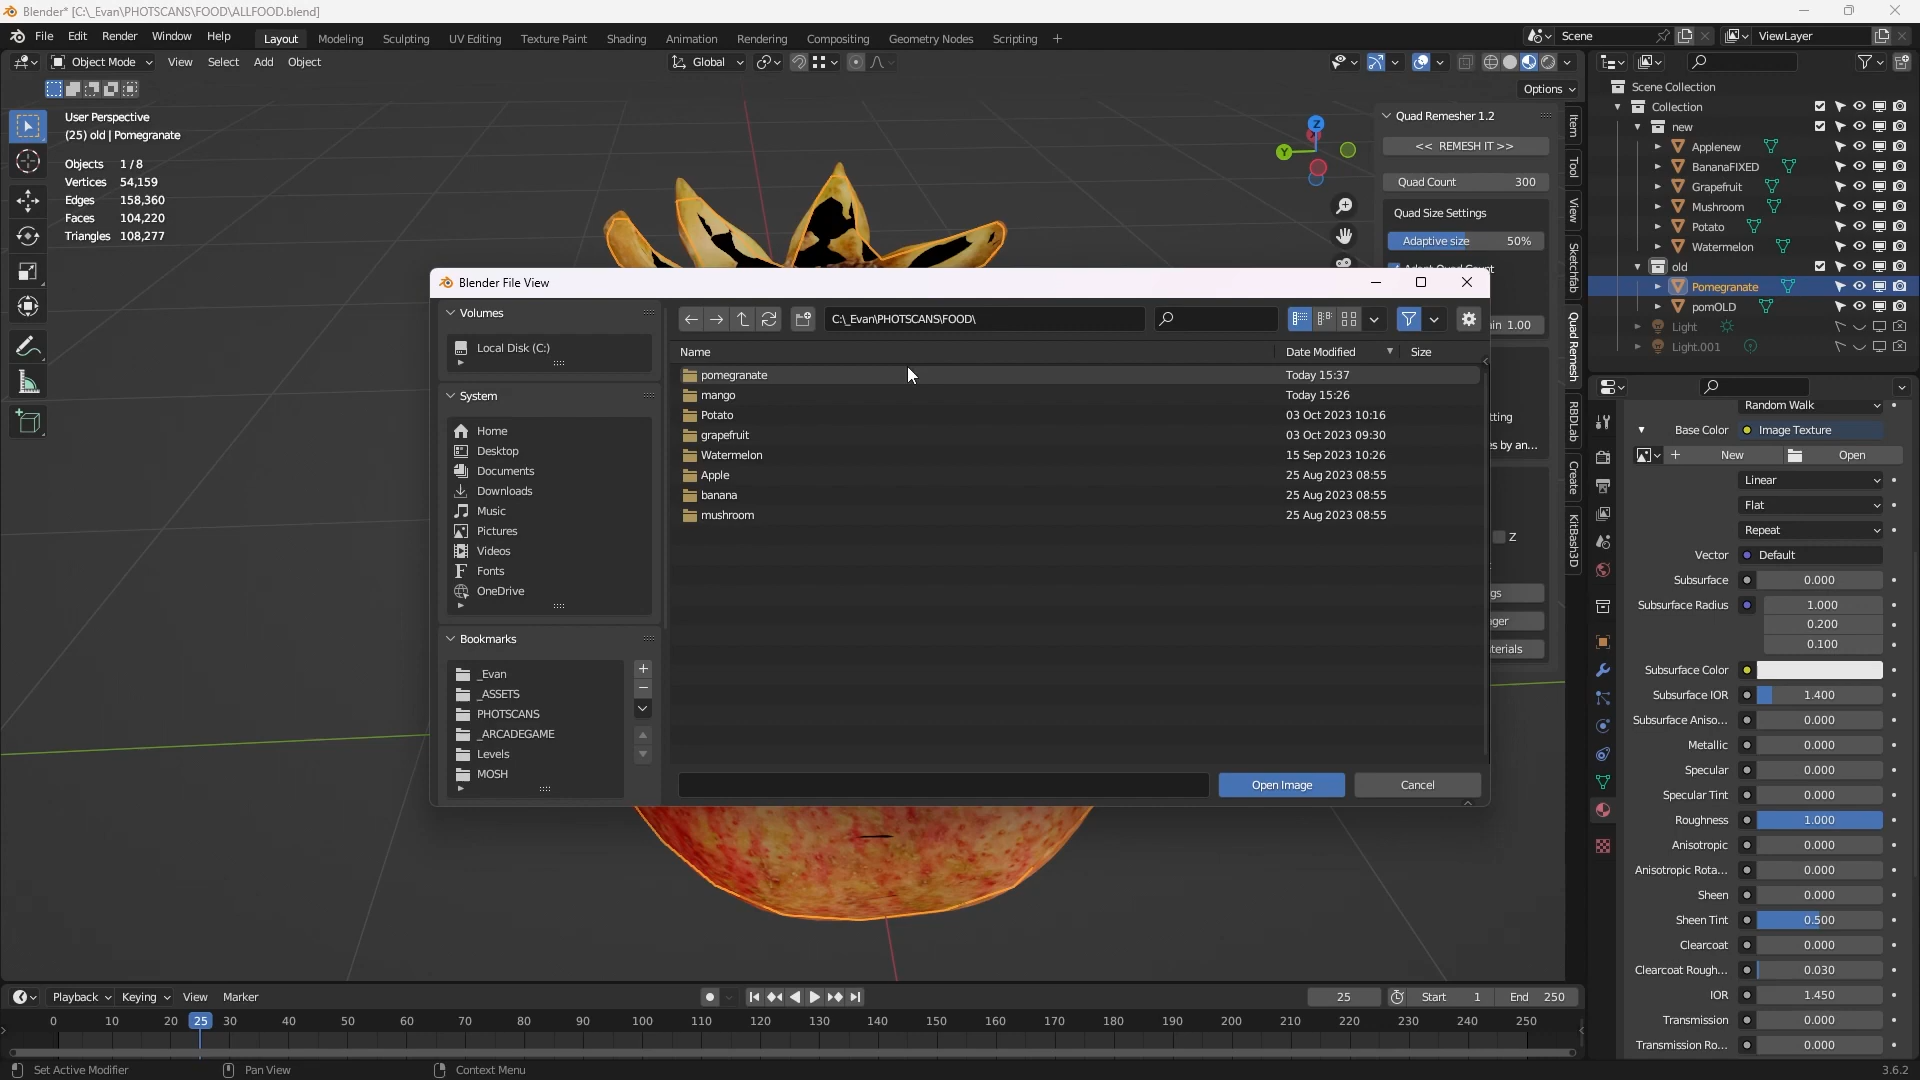 Blender* [C:\_Evan\PHOTSCANS\FOOD\ALLFOOD.blend]
File Edit Render Window Help Layout Modeling Sculpting UV Editing Texture Paint Shading Animation Rendering Compositing Geometry Nodes Scripting + Scene ViewLayer
Object Mode View Select Add Object Global
Options
User Perspective
(25) old | Pomegranate
Objects 1/8
Vertices 54,159
Edges 158,360
Faces 104,220
Triangles 108,277
Z
Y
Quad Remesher 1.2
<< REMESH IT >>
Quad Count 300
Quad Size Settings
Adaptive size 50%
1.00
tting
es by an...
Z
gs
ger
terials
Item
Tool
View
Sketchfab
Quad Remesh
RBDLab
Create
KitBash3D
Scene Collection
Collection
new
Applenew
BananaFIXED
Grapefruit
Mushroom
Potato
Watermelon
old
Pomegranate
pomOLD
Light
Light.001
Blender File View
Volumes
Local Disk (C:)
System
Home
Desktop
Documents
Downloads
Music
Pictures
Videos
Fonts
OneDrive
Bookmarks
_Evan
_ASSETS
PHOTSCANS
_ARCADEGAME
Levels
MOSH
C:\_Evan\PHOTSCANS\FOOD\
Name Date Modified Size
pomegranate Today 15:37
mango Today 15:26
Potato 03 Oct 2023 10:16
grapefruit 03 Oct 2023 09:30
Watermelon 15 Sep 2023 10:26
Apple 25 Aug 2023 08:55
banana 25 Aug 2023 08:55
mushroom 25 Aug 2023 08:55
Open Image Cancel
Random Walk
Base Color Image Texture
+ New Open
Linear
Flat
Repeat
Vector Default
Subsurface 0.000
Subsurface Radius 1.000
0.200
0.100
Subsurface Color
Subsurface IOR 1.400
Subsurface Aniso... 0.000
Metallic 0.000
Specular 0.000
Specular Tint 0.000
Roughness 1.000
Anisotropic 0.000
Anisotropic Rota... 0.000
Sheen 0.000
Sheen Tint 0.500
Clearcoat 0.000
Clearcoat Rough... 0.030
IOR 1.450
Transmission 0.000
Transmission Ro... 0.000
Playback Keying View Marker 25 Start 1 End 250
0 10 20 25 30 40 50 60 70 80 90 100 110 120 130 140 150 160 170 180 190 200 210 220 230 240 250
Set Active Modifier Pan View Context Menu 3.6.2